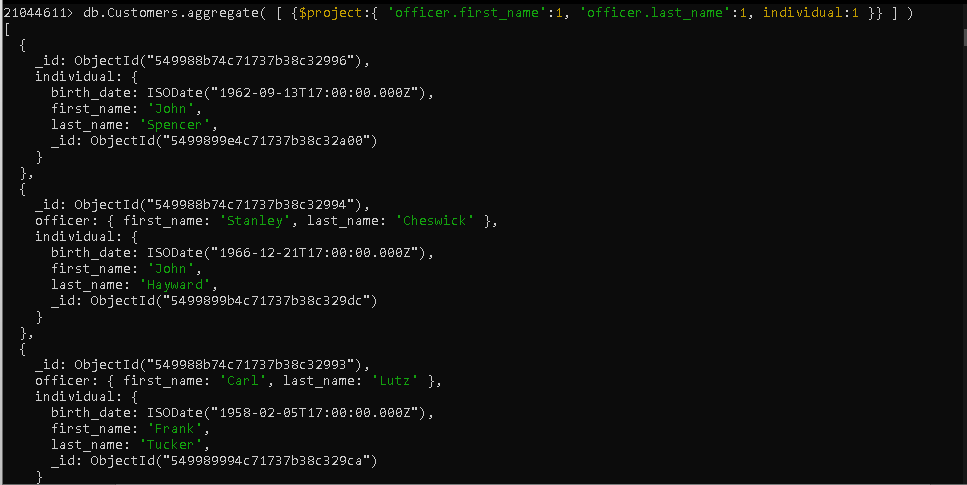 21044611> db.Customers.aggregate( [ {$project:{ 'officer.first_name':1, 'officer.last_name':1, individual:1 }} ] )
[
  {
    _id: ObjectId("549988b74c71737b38c32996"),
    individual: {
      birth_date: ISODate("1962-09-13T17:00:00.000Z"),
      first_name: 'John',
      last_name: 'Spencer',
      _id: ObjectId("5499899e4c71737b38c32a00")
    }
  },
  {
    _id: ObjectId("549988b74c71737b38c32994"),
    officer: { first_name: 'Stanley', last_name: 'Cheswick' },
    individual: {
      birth_date: ISODate("1966-12-21T17:00:00.000Z"),
      first_name: 'John',
      last_name: 'Hayward',
      _id: ObjectId("5499899b4c71737b38c329dc")
    }
  },
  {
    _id: ObjectId("549988b74c71737b38c32993"),
    officer: { first_name: 'Carl', last_name: 'Lutz' },
    individual: {
      birth_date: ISODate("1958-02-05T17:00:00.000Z"),
      first_name: 'Frank',
      last_name: 'Tucker',
      _id: ObjectId("549989994c71737b38c329ca")
    }